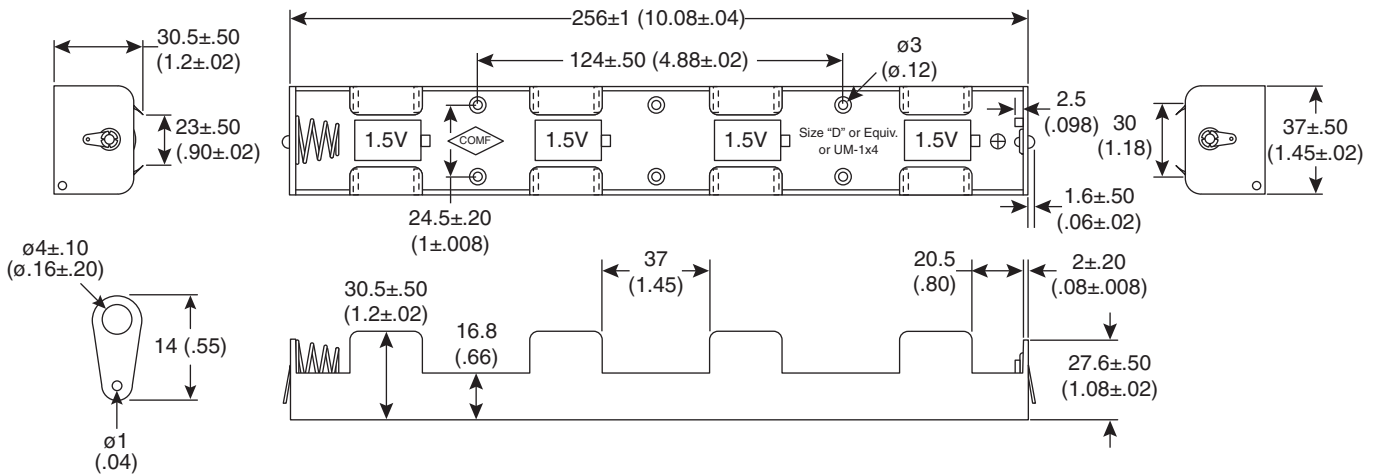 256±1 (10.08±.04)
30.5±.50
(1.2±.02)
124±.50 (4.88±.02)
ø3
(ø.12)
2.5
(.098)
23±.50
(.90±.02)
1.5V
COMF
1.5V
1.5V
Size "D" or Equiv.
or UM-1x4
1.5V
30
(1.18)
37±.50
(1.45±.02)
24.5±.20
(1±.008)
1.6±.50
(.06±.02)
ø4±.10
(ø.16±.20)
14 (.55)
ø1
(.04)
30.5±.50
(1.2±.02)
16.8
(.66)
37
(1.45)
20.5
(.80)
2±.20
(.08±.008)
27.6±.50
(1.08±.02)